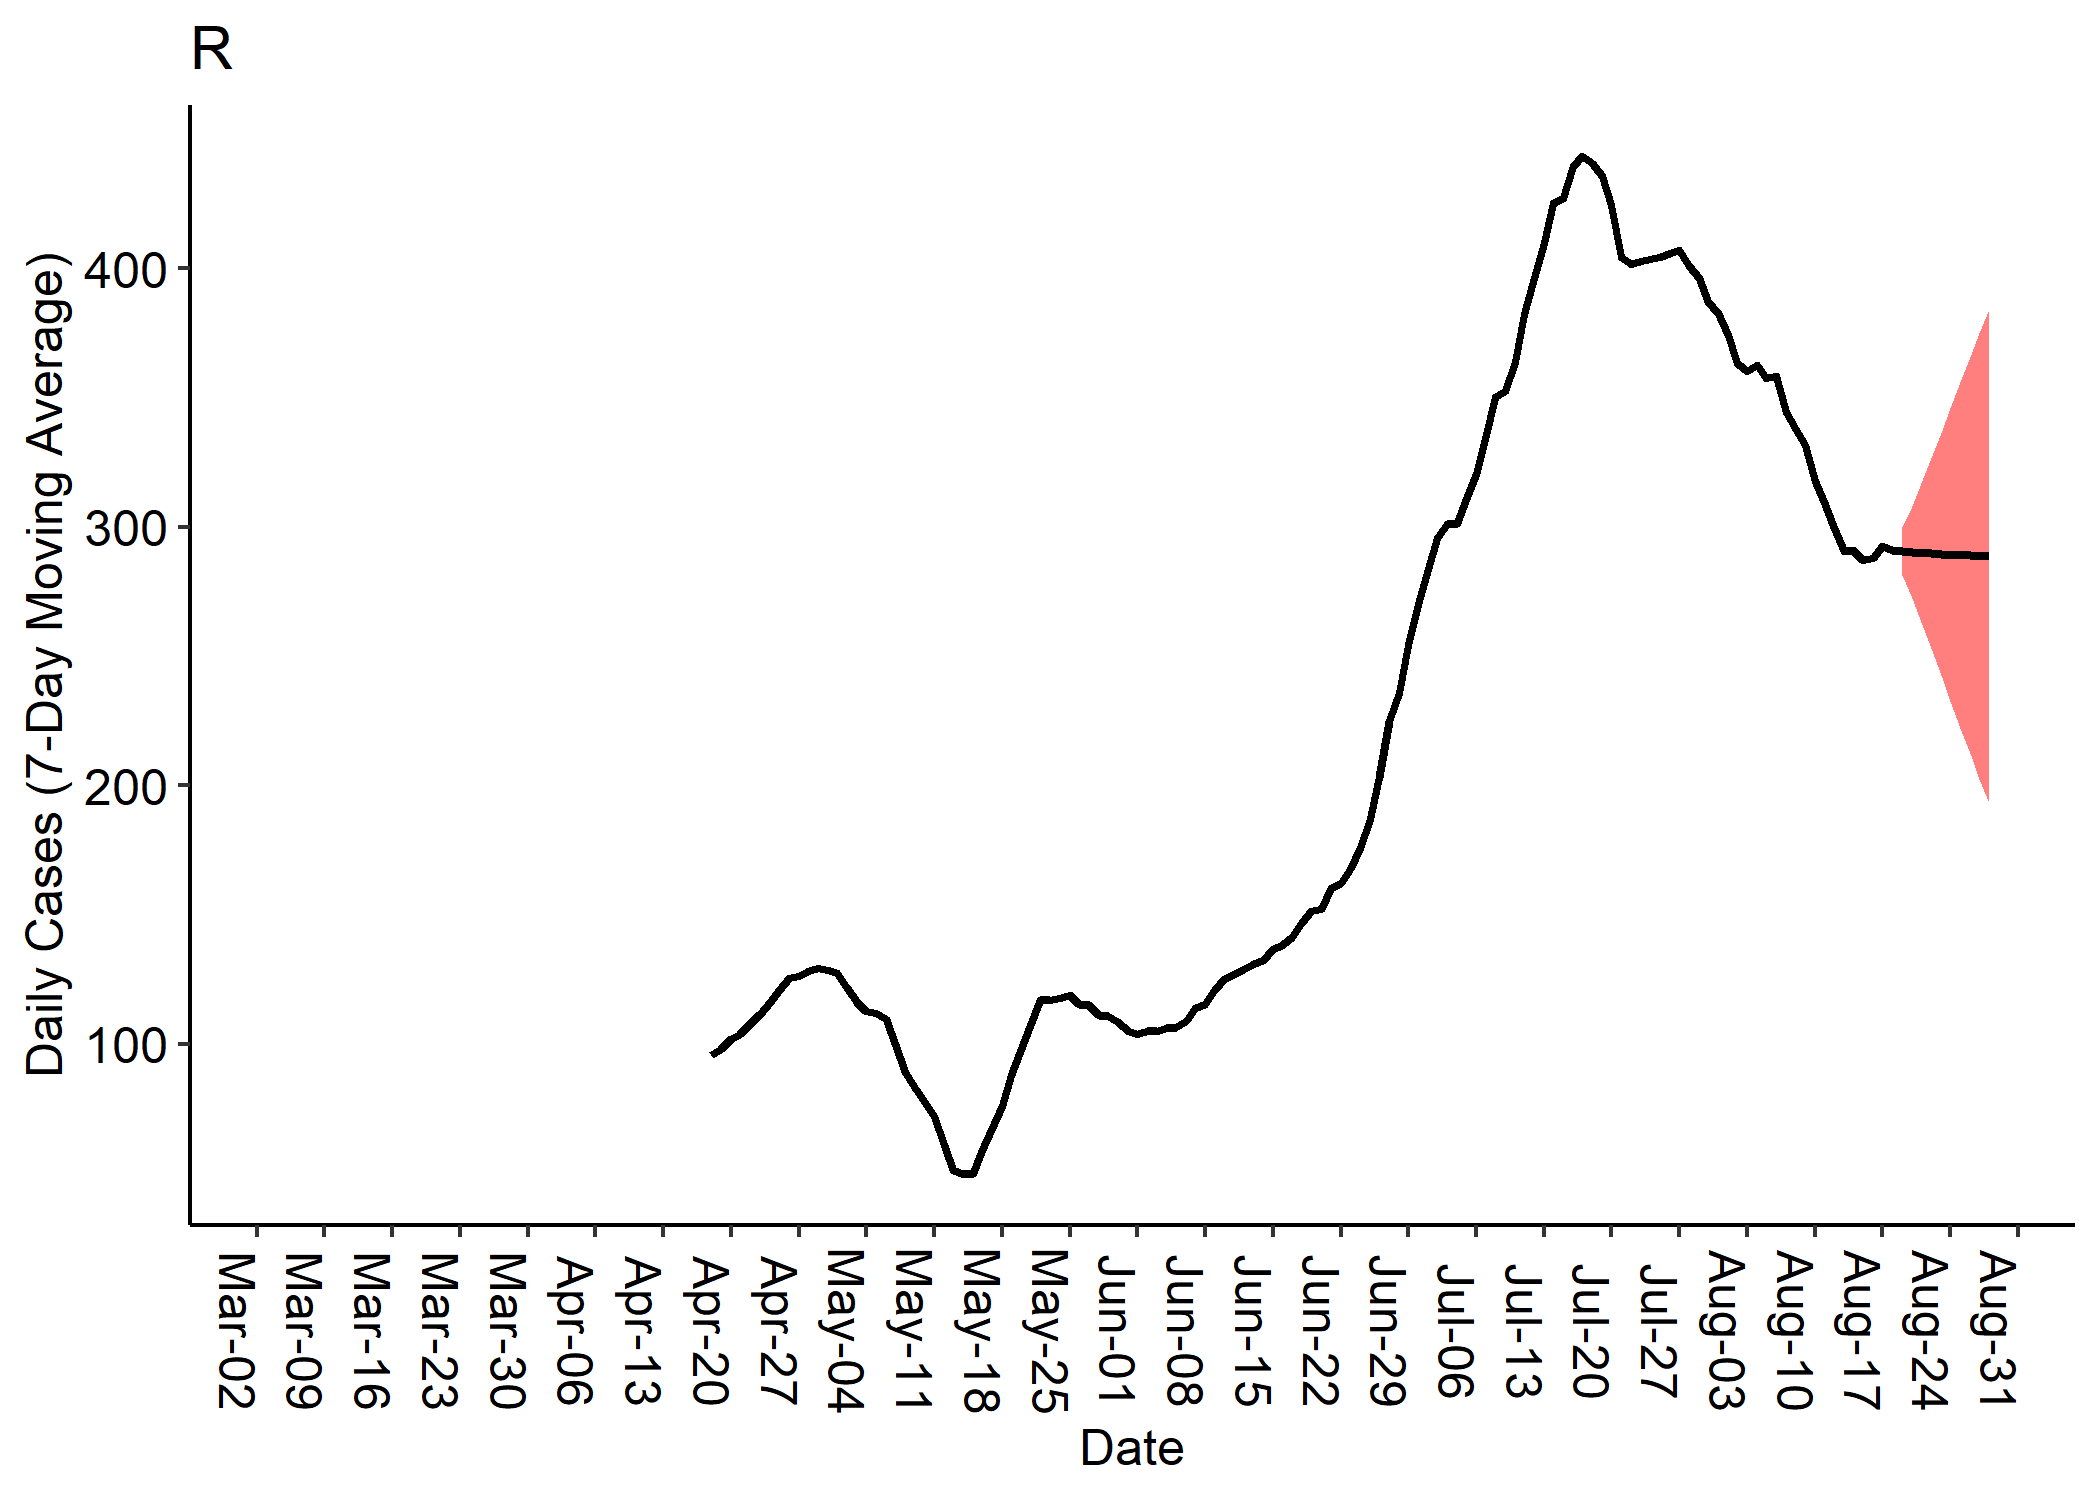 R
Daily Cases (7-Day Moving Average)
400
300
200
100
Mar-02
Mar-09
Mar-16
Mar-23
Mar-30
Apr-06
Apr-13
Apr-20
Apr-27
May-04
May-11
May-18
May-25
Jun-01
Jun-08
Jun-15
Jun-22
Jun-29
Jul-06
Jul-13
Jul-20
Jul-27
Aug-03
Aug-10
Aug-17
Aug-24
Aug-31
Date